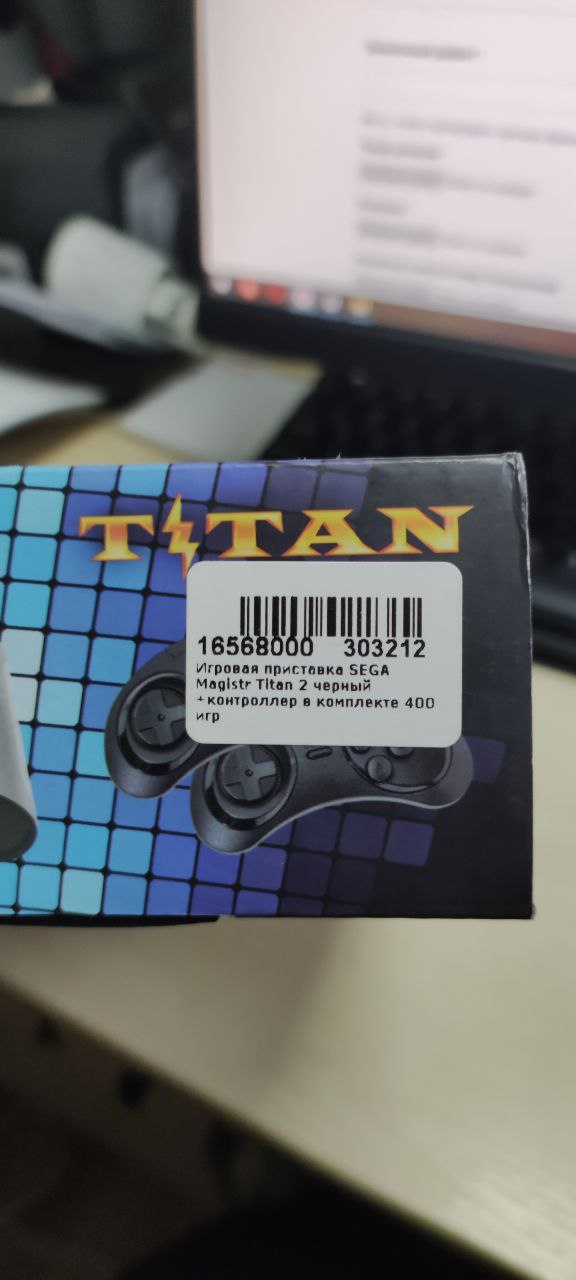 TITAN
16568000 303212
Игровая приставка SEGA
Magistr Titan 2 черный
+ контроллер в комплекте 400
игр